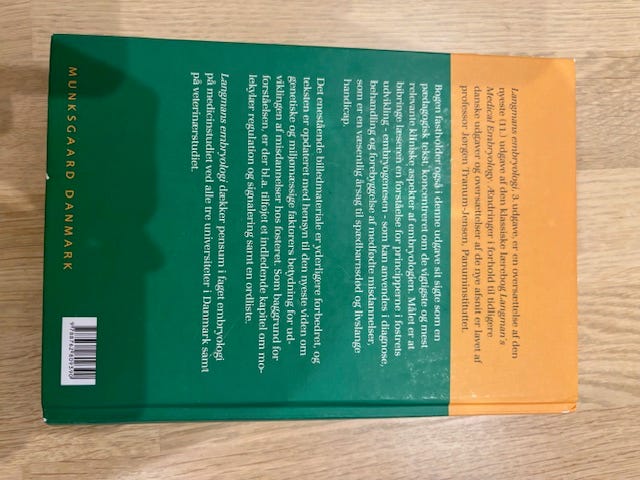 Langmans embryologi, 3. udgave, er en oversættelse af den
nyeste (11.) udgave af den klassiske lærebog Langman's
Medical Embryology. Ændringer i forhold til tidligere
danske udgaver og oversættelser af de nye afsnit er lavet af
professor Jørgen Tranum-Jensen, Panuminstituttet.
Bogen fastholder også i denne udgave sit sigte som en
pædagogisk tekst, koncentreret om de vigtigste og mest
relevante kliniske aspekter af embryologien. Målet er at
bibringe læseren en forståelse for principperne i fostrets
udvikling - embryogenesen - som kan anvendes i diagnose,
behandling og forebyggelse af medfødte misdannelser,
som er en væsentlig årsag til spædbarnsdød og livslange
handicap.
Det enestående billedmateriale er yderligere forbedret, og
teksten er opdateret med hensyn til den nyeste viden om
genetiske og miljømæssige faktorers betydning for ud-
viklingen af misdannelser hos fosteret. Som baggrund for
forståelsen, er der bl.a. tilføjet et indledende kapitel om mo-
lekylær regulation og signalering samt en ordliste.
Langmans embryologi dækker pensum i faget embryologi
på medicinstudiet ved alle tre universiteter i Danmark samt
på veterinærstudiet.
MUNKSGAARD DANMARK